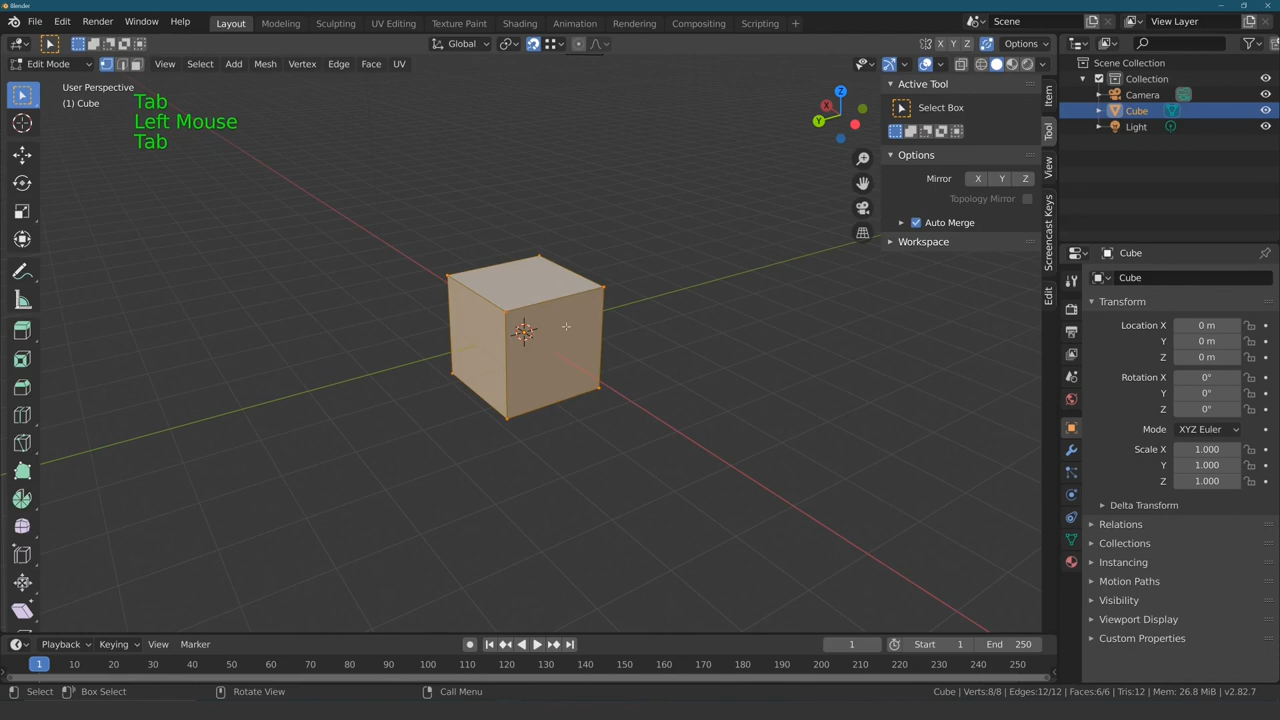 Blender
File Edit Render Window Help Layout Modeling Sculpting UV Editing Texture Paint Shading Animation Rendering Compositing Scripting + Scene View Layer
Global X Y Z Options
Edit Mode View Select Add Mesh Vertex Edge Face UV
User Perspective
(1) Cube
Tab
Left Mouse
Tab
Z
X
Y
Active Tool
Select Box
Options
Mirror X Y Z
Topology Mirror
Auto Merge
Workspace
Item
Tool
View
Screencast Keys
Edit
Scene Collection
Collection
Camera
Cube
Light
Cube
Cube
Transform
Location X 0 m
Y 0 m
Z 0 m
Rotation X 0°
Y 0°
Z 0°
Mode XYZ Euler
Scale X 1.000
Y 1.000
Z 1.000
Delta Transform
Relations
Collections
Instancing
Motion Paths
Visibility
Viewport Display
Custom Properties
Playback Keying View Marker 1 Start 1 End 250
1 10 20 30 40 50 60 70 80 90 100 110 120 130 140 150 160 170 180 190 200 210 220 230 240 250
Select Box Select Rotate View Call Menu Cube | Verts:8/8 | Edges:12/12 | Faces:6/6 | Tris:12 | Mem: 26.8 MiB | v2.82.7